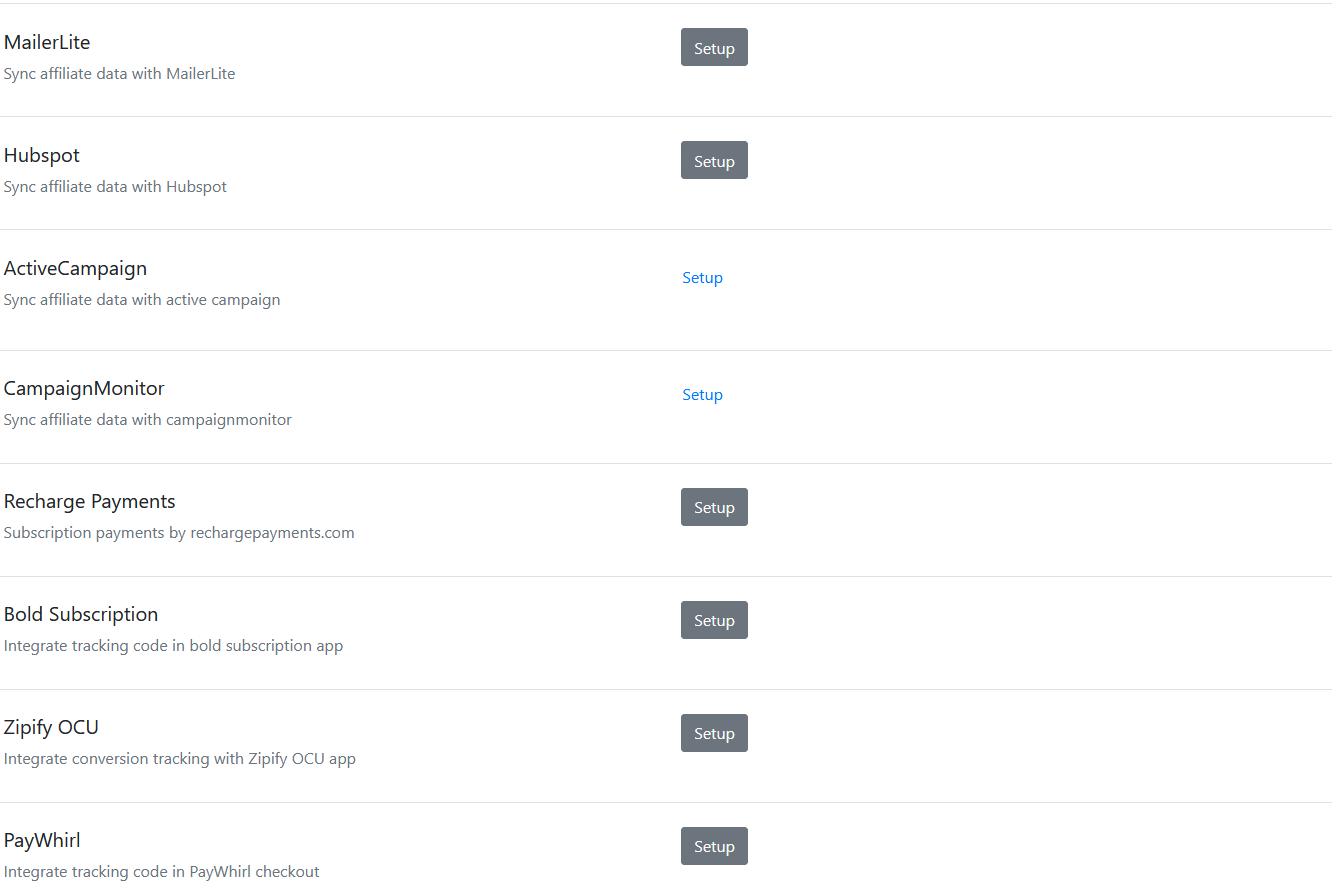 MailerLite
Setup
Sync affiliate data with MailerLite
Hubspot
Setup
Sync affiliate data with Hubspot
ActiveCampaign
Setup
Sync affiliate data with active campaign
CampaignMonitor
Setup
Sync affiliate data with campaignmonitor
Recharge Payments
Setup
Subscription payments by rechargepayments.com
Bold Subscription
Setup
Integrate tracking code in bold subscription app
Zipify OCU
Setup
Integrate conversion tracking with Zipify OCU app
PayWhirl
Setup
Integrate tracking code in PayWhirl checkout